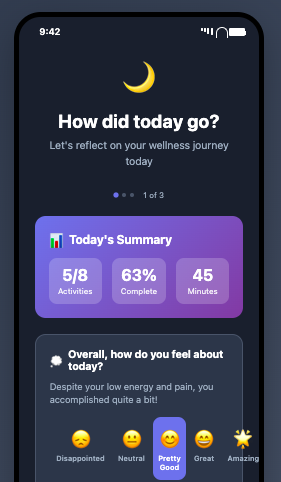 9:42
How did today go?
Let's reflect on your wellness journey
today
1 of 3
Today's Summary
5/8
Activities
63%
Complete
45
Minutes
Overall, how do you feel about
today?
Despite your low energy and pain, you
accomplished quite a bit!
Disappointed
Neutral
Pretty
Good
Great
Amazing